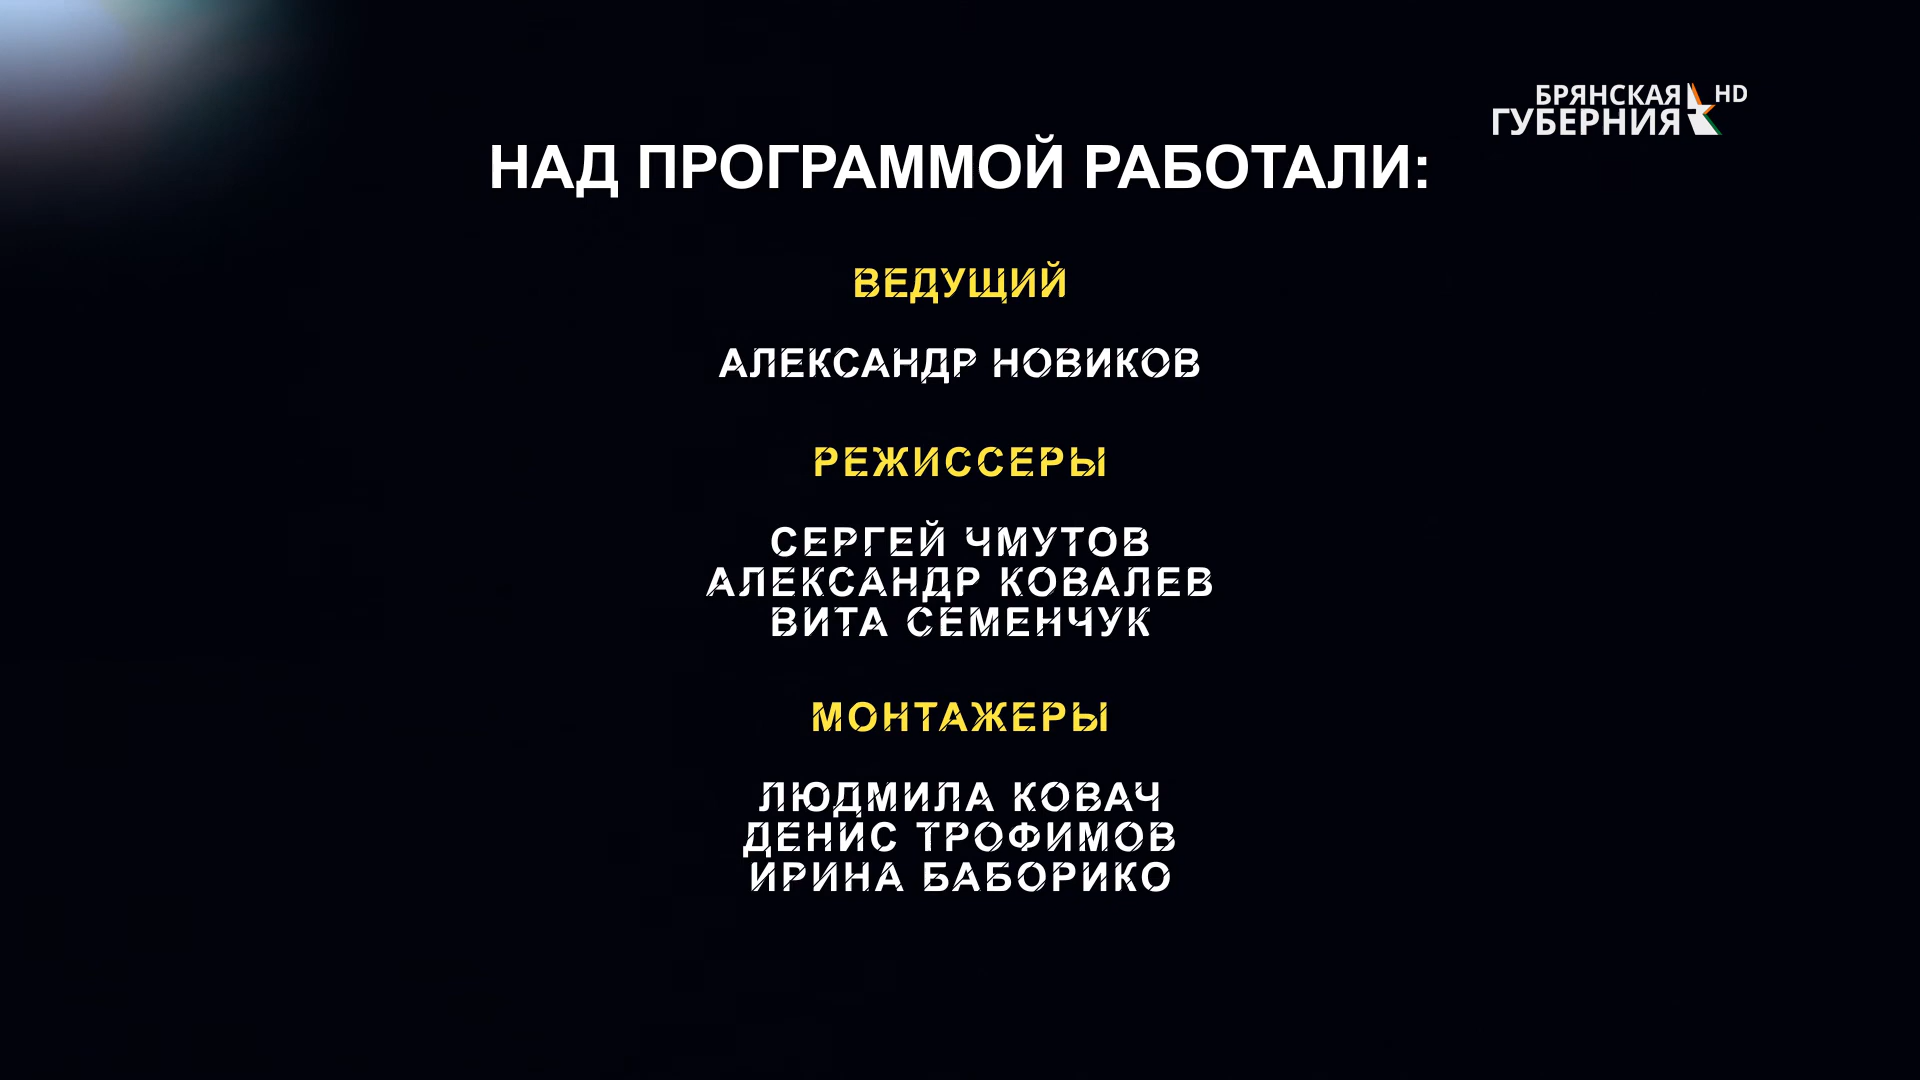 БРЯНСКАЯ HD
ГУБЕРНИЯ
НАД ПРОГРАММОЙ РАБОТАЛИ:
ВЕДУЩИЙ
АЛЕКСАНДР НОВИКОВ
РЕЖИССЕРЫ
СЕРГЕЙ ЧМУТОВ
АЛЕКСАНДР КОВАЛЕВ
ВИТА СЕМЕНЧУК
МОНТАЖЕРЫ
ЛЮДМИЛА КОВАЧ
ДЕНИС ТРОФИМОВ
ИРИНА БАБОРИКО